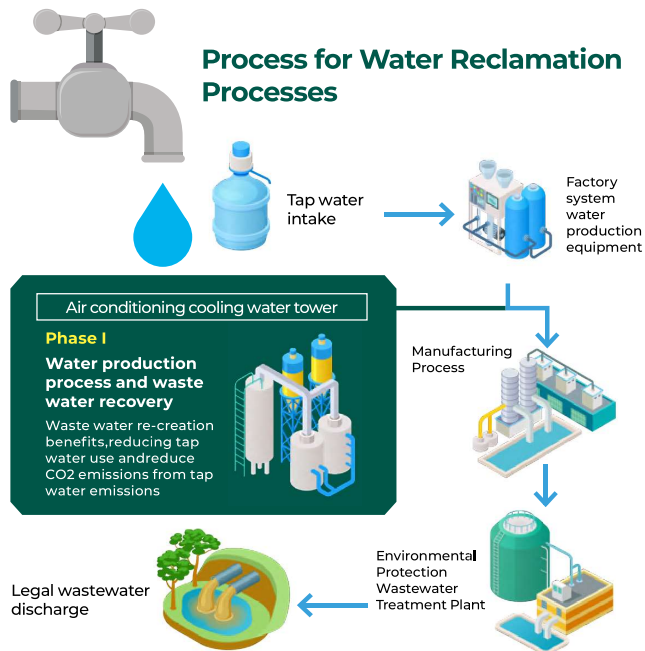 Process for Water Reclamation
Processes
Tap water
intake
Factory
system
water
production
equipment
Air conditioning cooling water tower
Phase I
Water production
process and waste
water recovery
Waste water re-creation
benefits,reducing tap
water use andreduce
CO2 emissions from tap
water emissions
Manufacturing
Process
Environmental
Protection
Wastewater
Treatment Plant
Legal wastewater
discharge